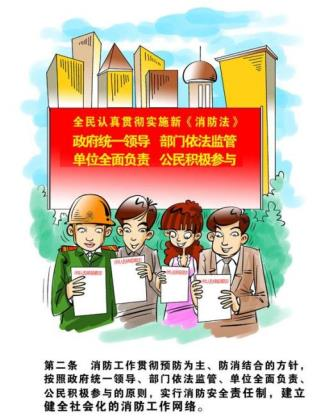 全民认真贯彻实施新《消防法》
政府统一领导 部门依法监管
单位全面负责 公民积极参与
第二条 消防工作贯彻预防为主、防消结合的方针，
按照政府统一领导、部门依法监管、单位全面负责、
公民积极参与的原则，实行消防安全责任制，建立
健全社会化的消防工作网络。